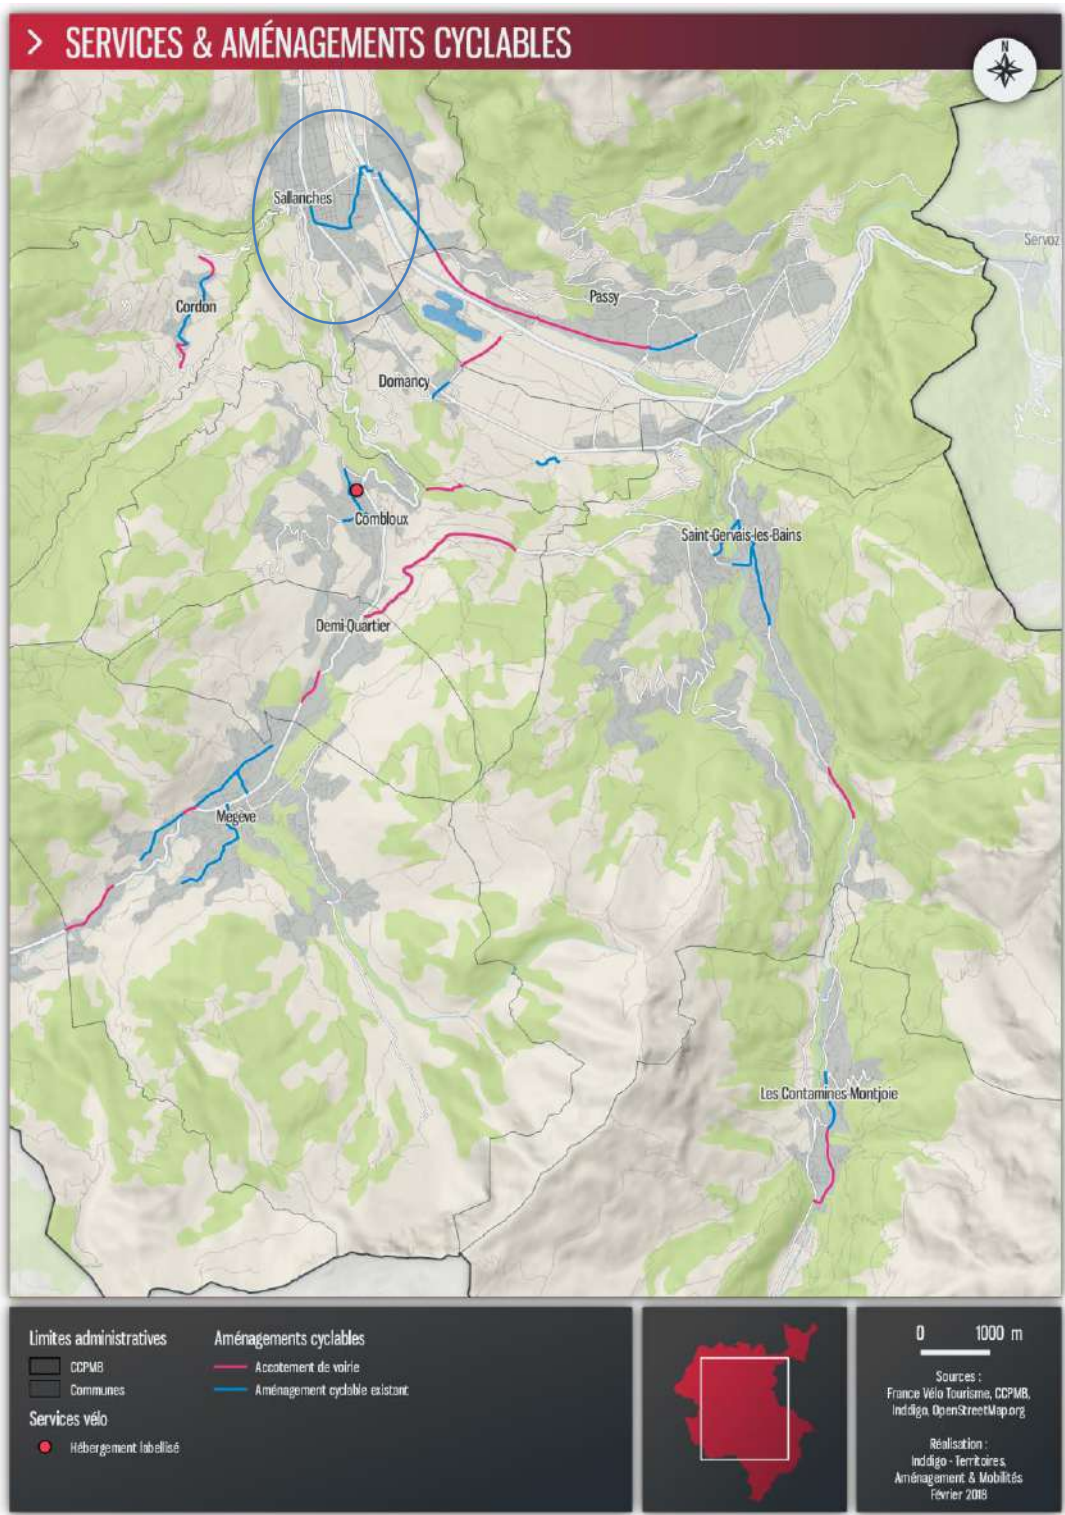 > SERVICES & AMÉNAGEMENTS CYCLABLES
N
Sallanches
Servoz
Passy
Cordon
Domancy
Combloux
Saint-Gervais-les-Bains
Demi-Quartier
Megève
Les Contamines-Montjoie
Limites administratives
CCPMB
Communes
Services vélo
Hébergement labellisé
Aménagements cyclables
Accotement de voirie
Aménagement cyclable existant
0 1000 m
Sources :
France Vélo Tourisme, CCPMB,
Inddigo, OpenStreetMap.org
Réalisation :
Inddigo - Territoires,
Aménagement & Mobilités
Février 2018